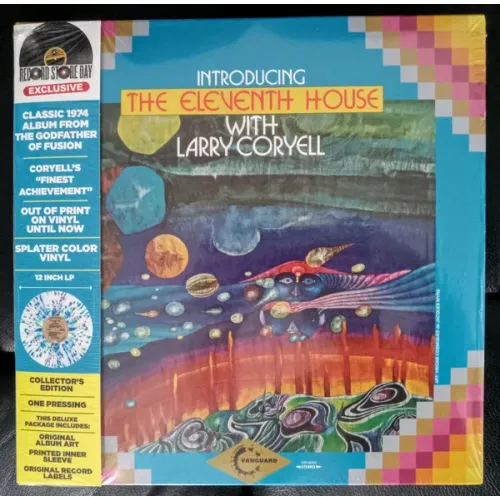 RECORD STORE DAY
EXCLUSIVE
CLASSIC 1974
ALBUM FROM
THE GODFATHER
OF FUSION
CORYELL'S
"FINEST
ACHIEVEMENT"
OUT OF PRINT
ON VINYL
UNTIL NOW
SPLATER COLOR
VINYL
12 INCH LP
COLLECTOR'S
EDITION
ONE PRESSING
THIS DELUXE
PACKAGE INCLUDES:
ORIGINAL
ALBUM ART
PRINTED INNER
SLEEVE
ORIGINAL RECORD
LABELS
INTRODUCING
THE ELEVENTH HOUSE
WITH
LARRY CORYELL
VANGUARD
STEREO